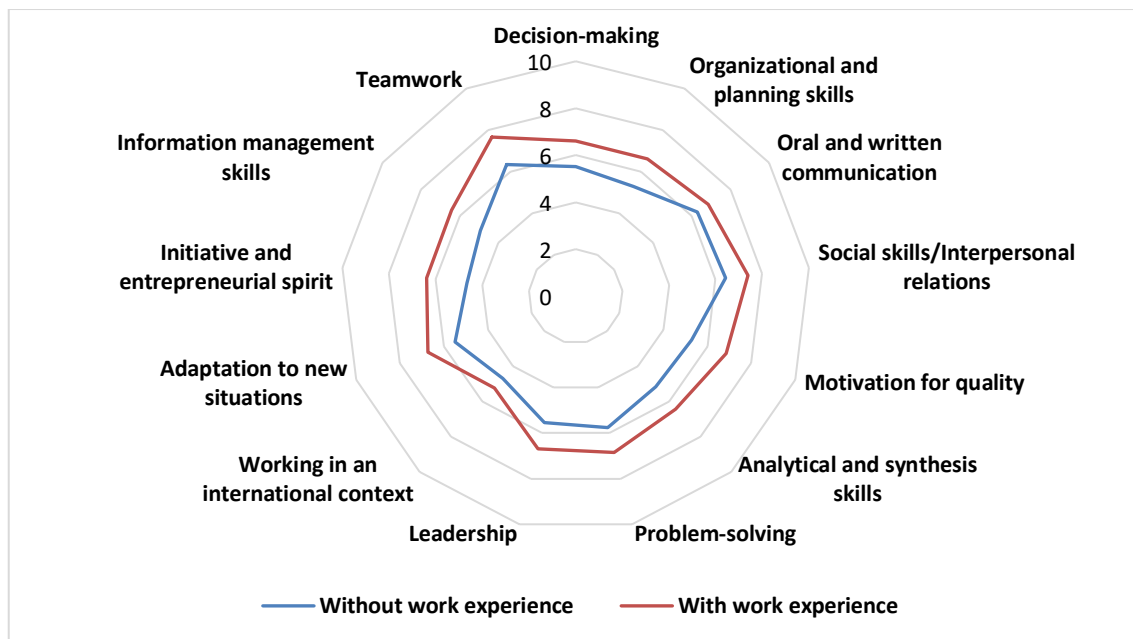 Decision-making
10
8
6
4
2
0
Organizational and
planning skills
Oral and written
communication
Social skills/Interpersonal
relations
Motivation for quality
Analytical and synthesis
skills
Problem-solving
Leadership
Working in an
international context
Adaptation to new
situations
Initiative and
entrepreneurial spirit
Information management
skills
Teamwork
Without work experience
With work experience